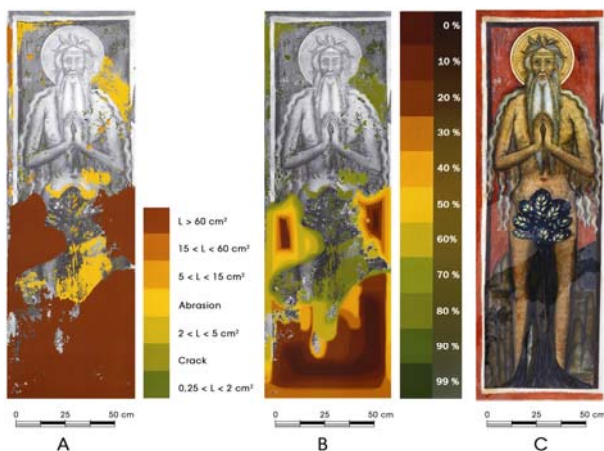 L > 60 cm²
15 < L < 60 cm²
5 < L < 15 cm²
Abrasion
2 < L < 5 cm²
Crack
0,25 < L < 2 cm²
0 %
10 %
20 %
30 %
40 %
50 %
60 %
70 %
80 %
90 %
99 %
0 25 50 cm
A
0 25 50 cm
B
0 25 50 cm
C